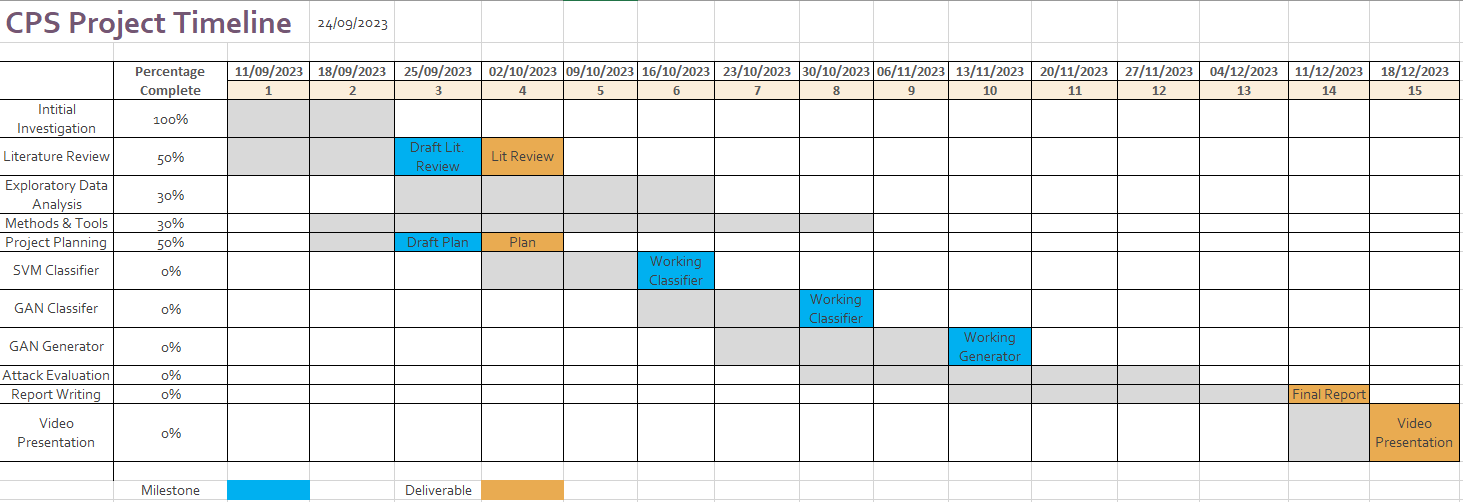 CPS Project Timeline 24/09/2023
Percentage Complete 11/09/2023 18/09/2023 25/09/2023 02/10/2023 09/10/2023 16/10/2023 23/10/2023 30/10/2023 06/11/2023 13/11/2023 20/11/2023 27/11/2023 04/12/2023 11/12/2023 18/12/2023
1 2 3 4 5 6 7 8 9 10 11 12 13 14 15
Intitial Investigation 100%
Literature Review 50% Draft Lit. Review Lit Review
Exploratory Data Analysis 30%
Methods & Tools 30%
Project Planning 50% Draft Plan Plan
SVM Classifier 0% Working Classifier
GAN Classifer 0% Working Classifier
GAN Generator 0% Working Generator
Attack Evaluation 0%
Report Writing 0% Final Report
Video Presentation 0% Video Presentation
Milestone Deliverable